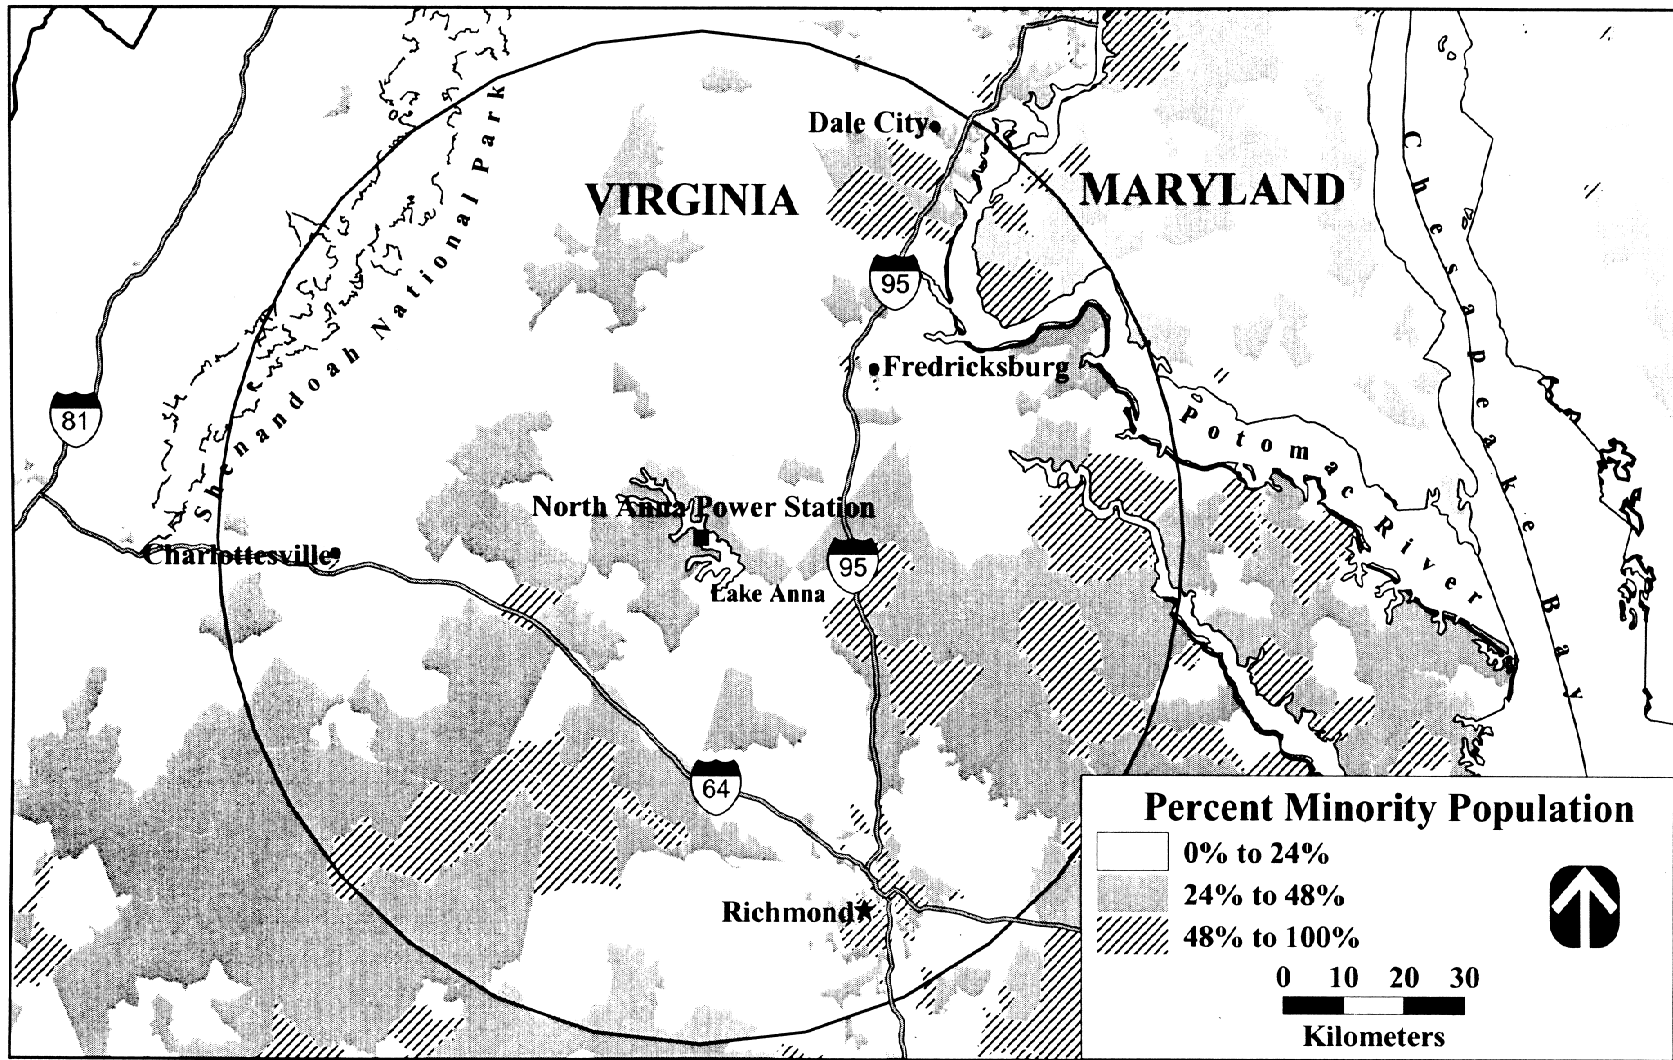 Dale City
VIRGINIA
MARYLAND
Chesapeake Bay
Shenandoah National Park
95
Fredricksburg
81
Potomac River
North Anna Power Station
Charlottesville
95
Lake Anna
64
Richmond
Percent Minority Population
0% to 24%
24% to 48%
48% to 100%
0 10 20 30
Kilometers